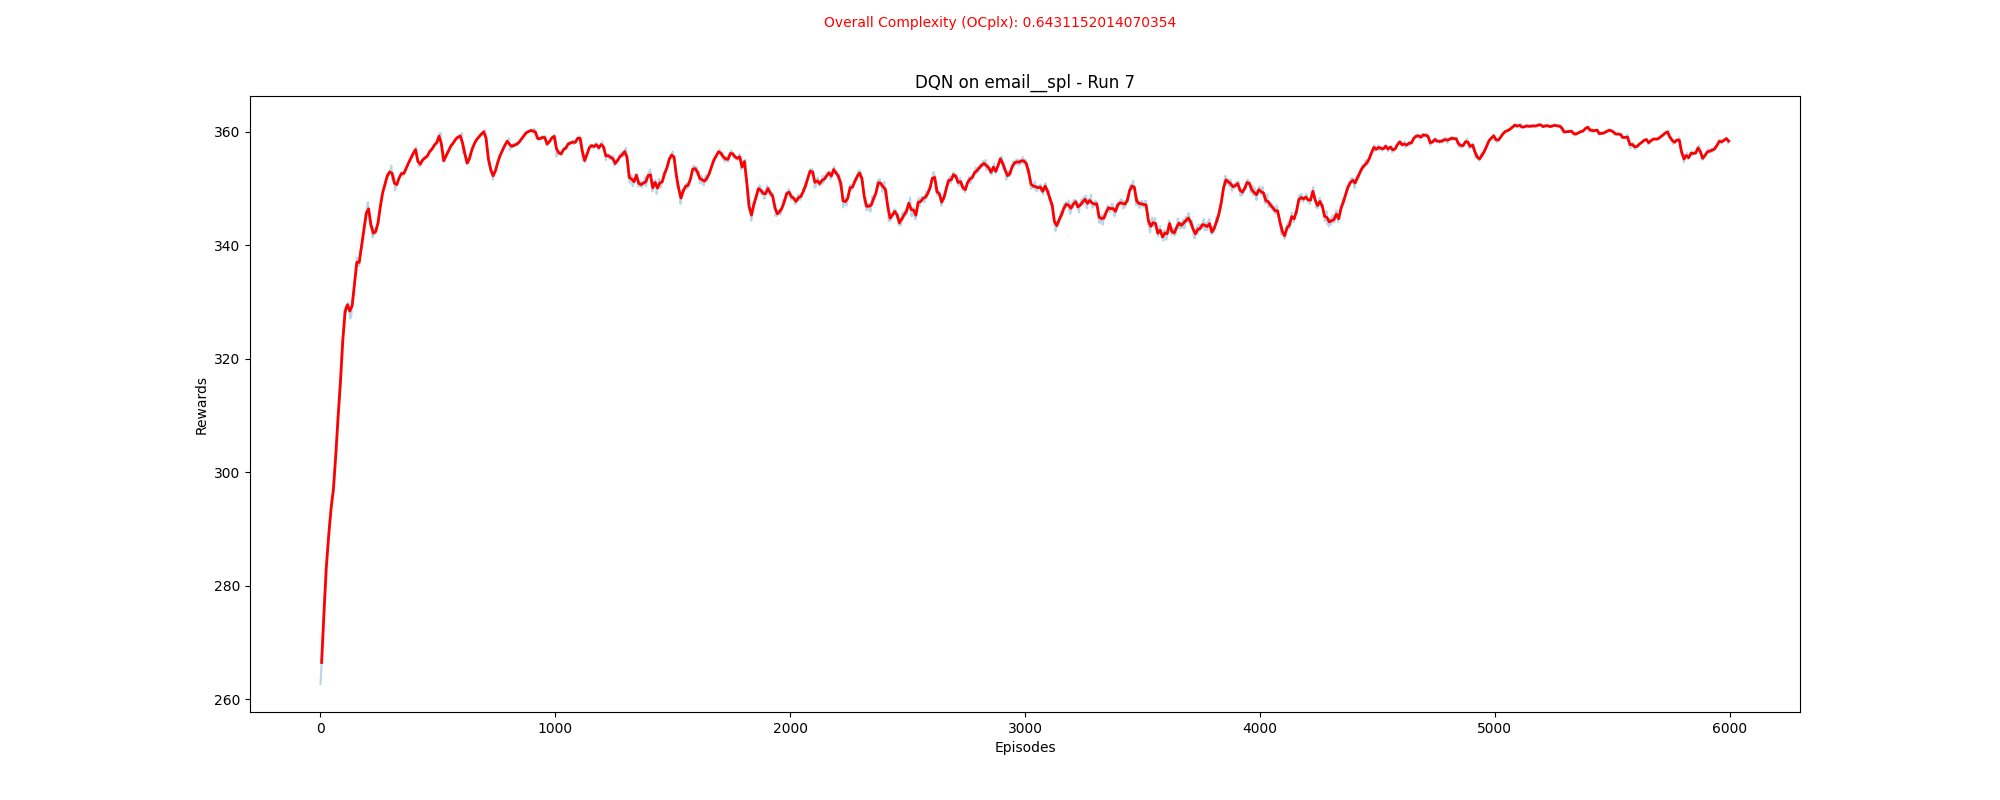 Overall Complexity (OCplx): 0.6431152014070354
DQN on email__spl - Run 7
Rewards
360
340
320
300
280
260
0 1000 2000 3000 4000 5000 6000
Episodes